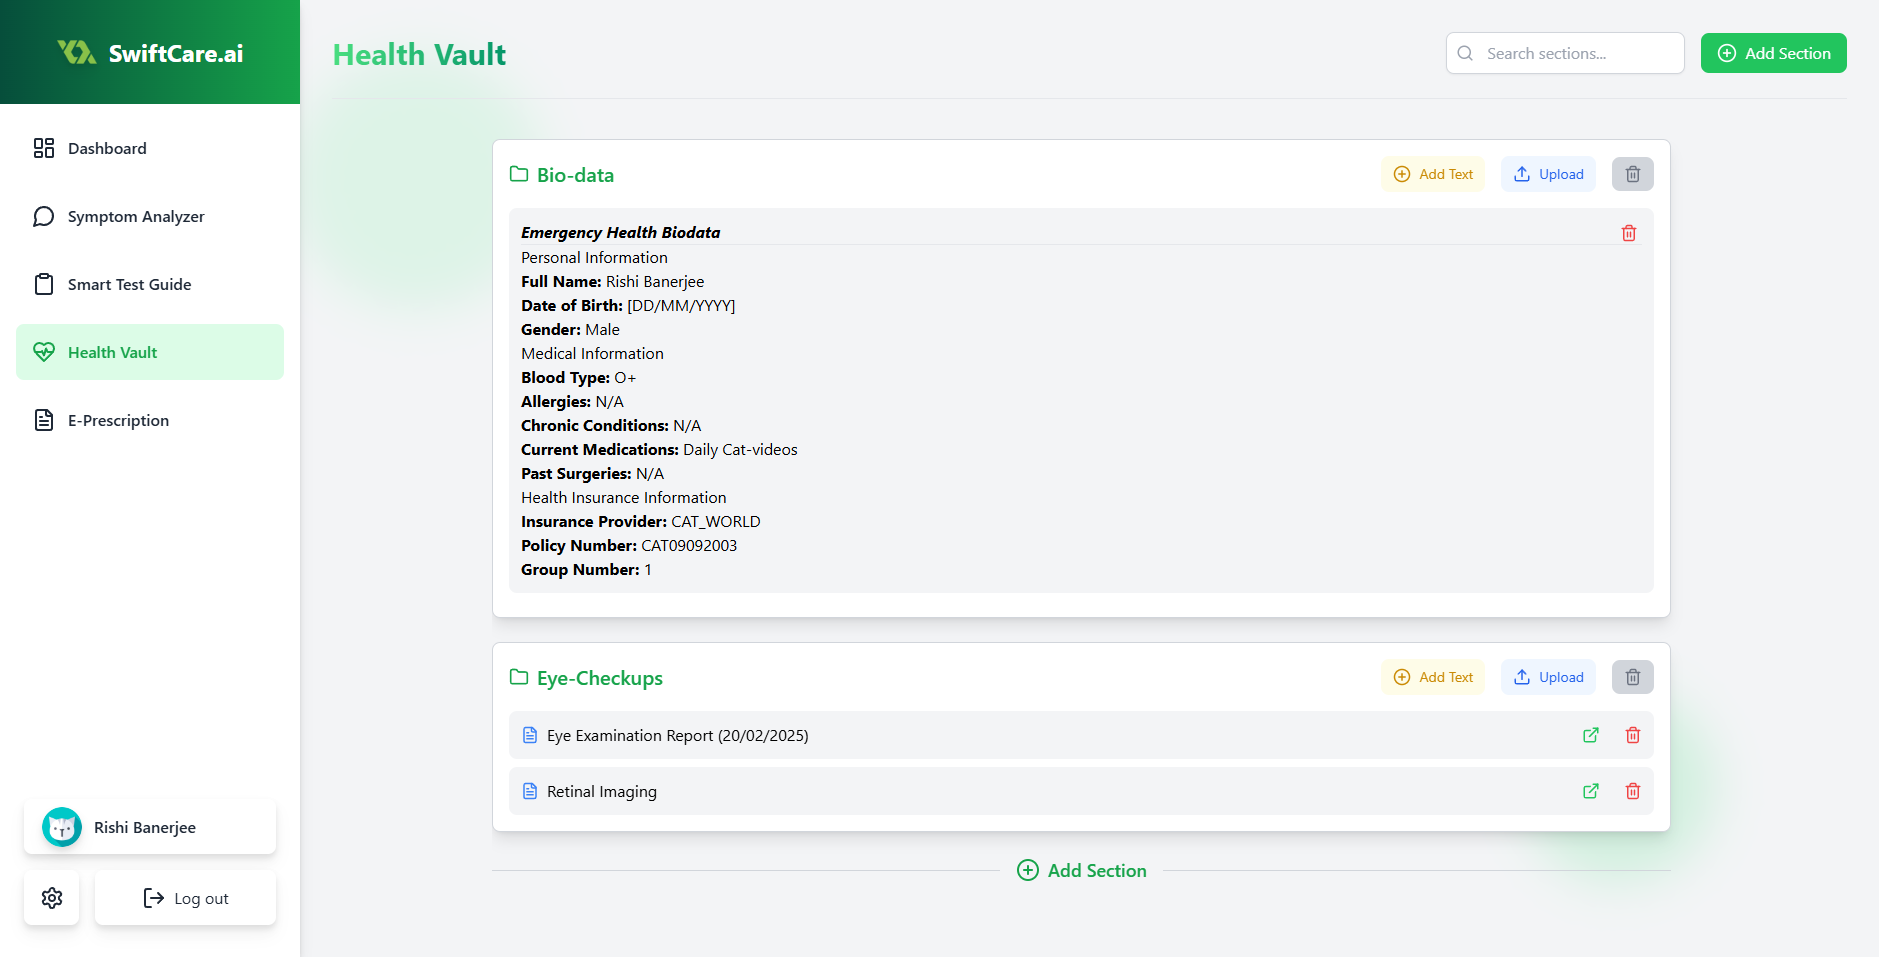 SwiftCare.ai
Dashboard
Symptom Analyzer
Smart Test Guide
Health Vault
E-Prescription
Rishi Banerjee
Log out
Health Vault
Search sections...
Add Section
Bio-data
Add Text
Upload
Emergency Health Biodata
Personal Information
Full Name: Rishi Banerjee
Date of Birth: [DD/MM/YYYY]
Gender: Male
Medical Information
Blood Type: O+
Allergies: N/A
Chronic Conditions: N/A
Current Medications: Daily Cat-videos
Past Surgeries: N/A
Health Insurance Information
Insurance Provider: CAT_WORLD
Policy Number: CAT09092003
Group Number: 1
Eye-Checkups
Add Text
Upload
Eye Examination Report (20/02/2025)
Retinal Imaging
Add Section